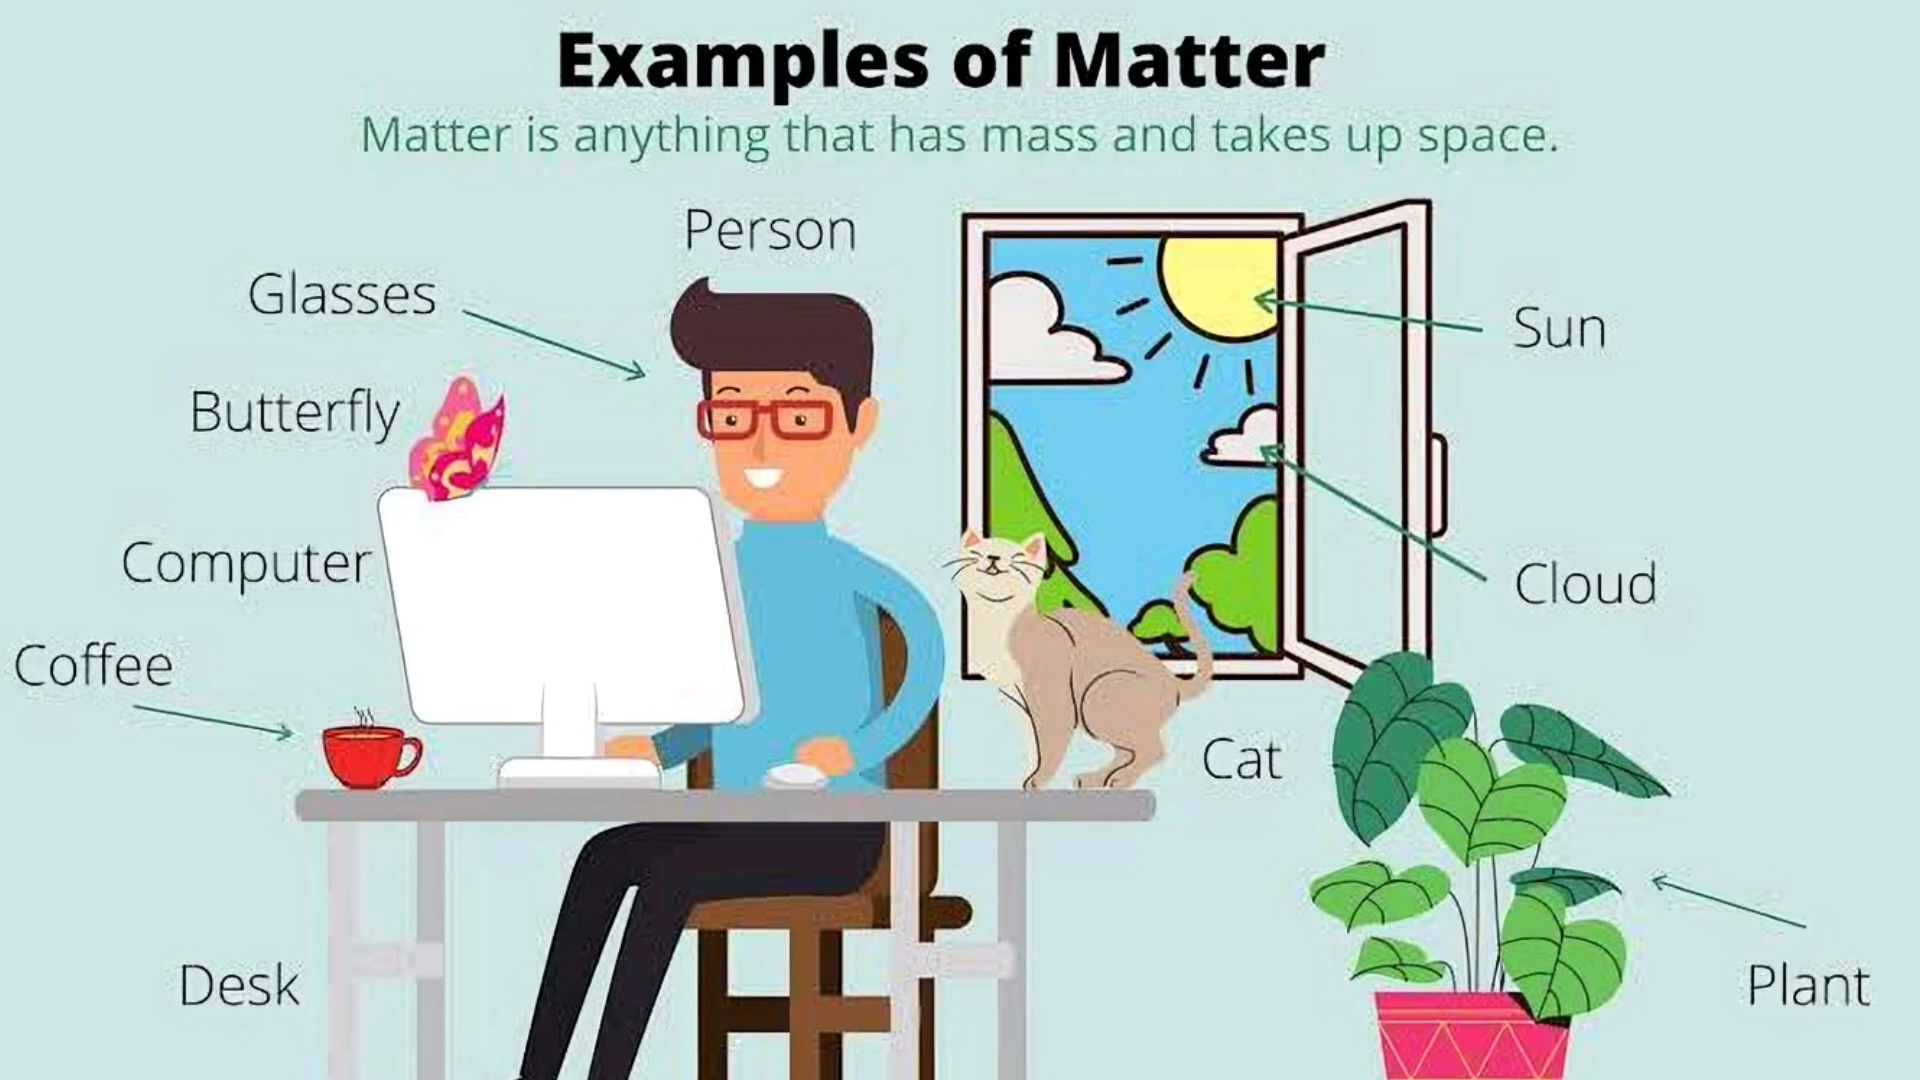 Examples of Matter
Matter is anything that has mass and takes up space.
Person
Glasses
Sun
Butterfly
Computer
Cloud
Coffee
Cat
Desk
Plant